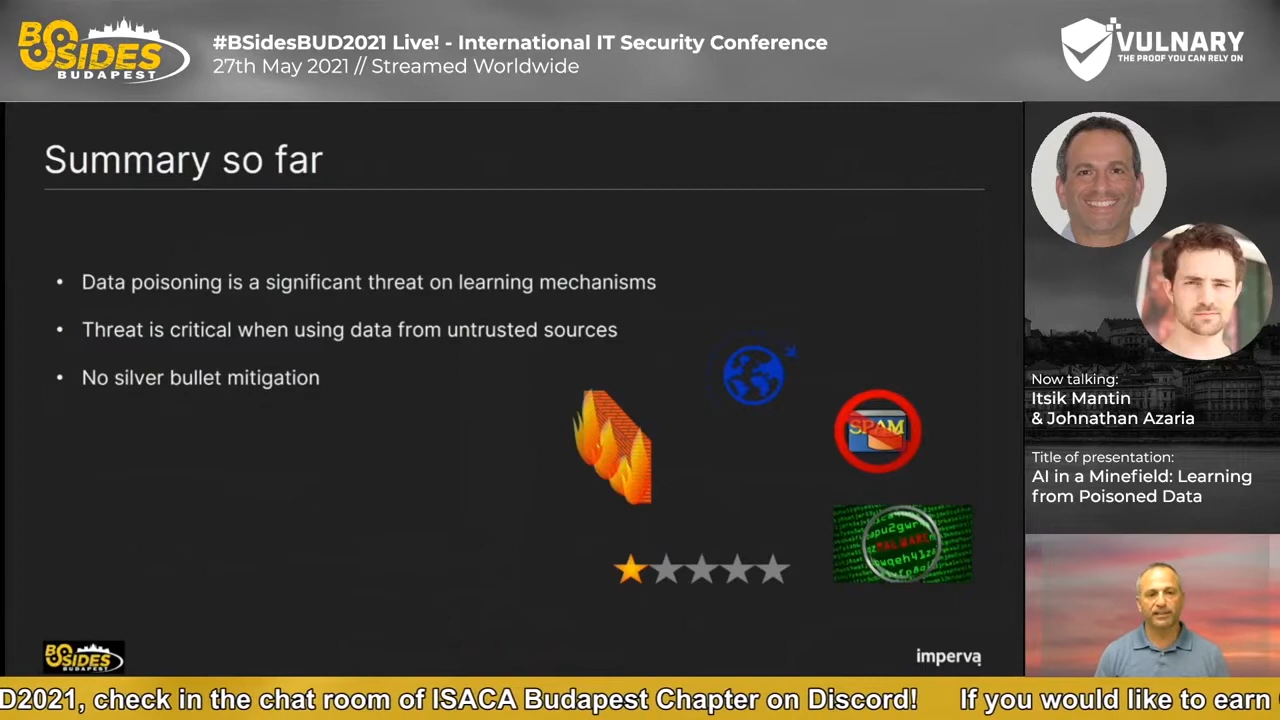 BSIDES
BUDAPEST
#BSidesBUD2021 Live! - International IT Security Conference
27th May 2021 // Streamed Worldwide
VULNARY
THE PROOF YOU CAN RELY ON
Summary so far
• Data poisoning is a significant threat on learning mechanisms
• Threat is critical when using data from untrusted sources
• No silver bullet mitigation
SPAM
apu2gwr
MALWARE
wqeh41z
Now talking:
Itsik Mantin
& Johnathan Azaria
Title of presentation:
AI in a Minefield: Learning
from Poisoned Data
BSIDES
BUDAPEST
imperva
D2021, check in the chat room of ISACA Budapest Chapter on Discord! If you would like to earn